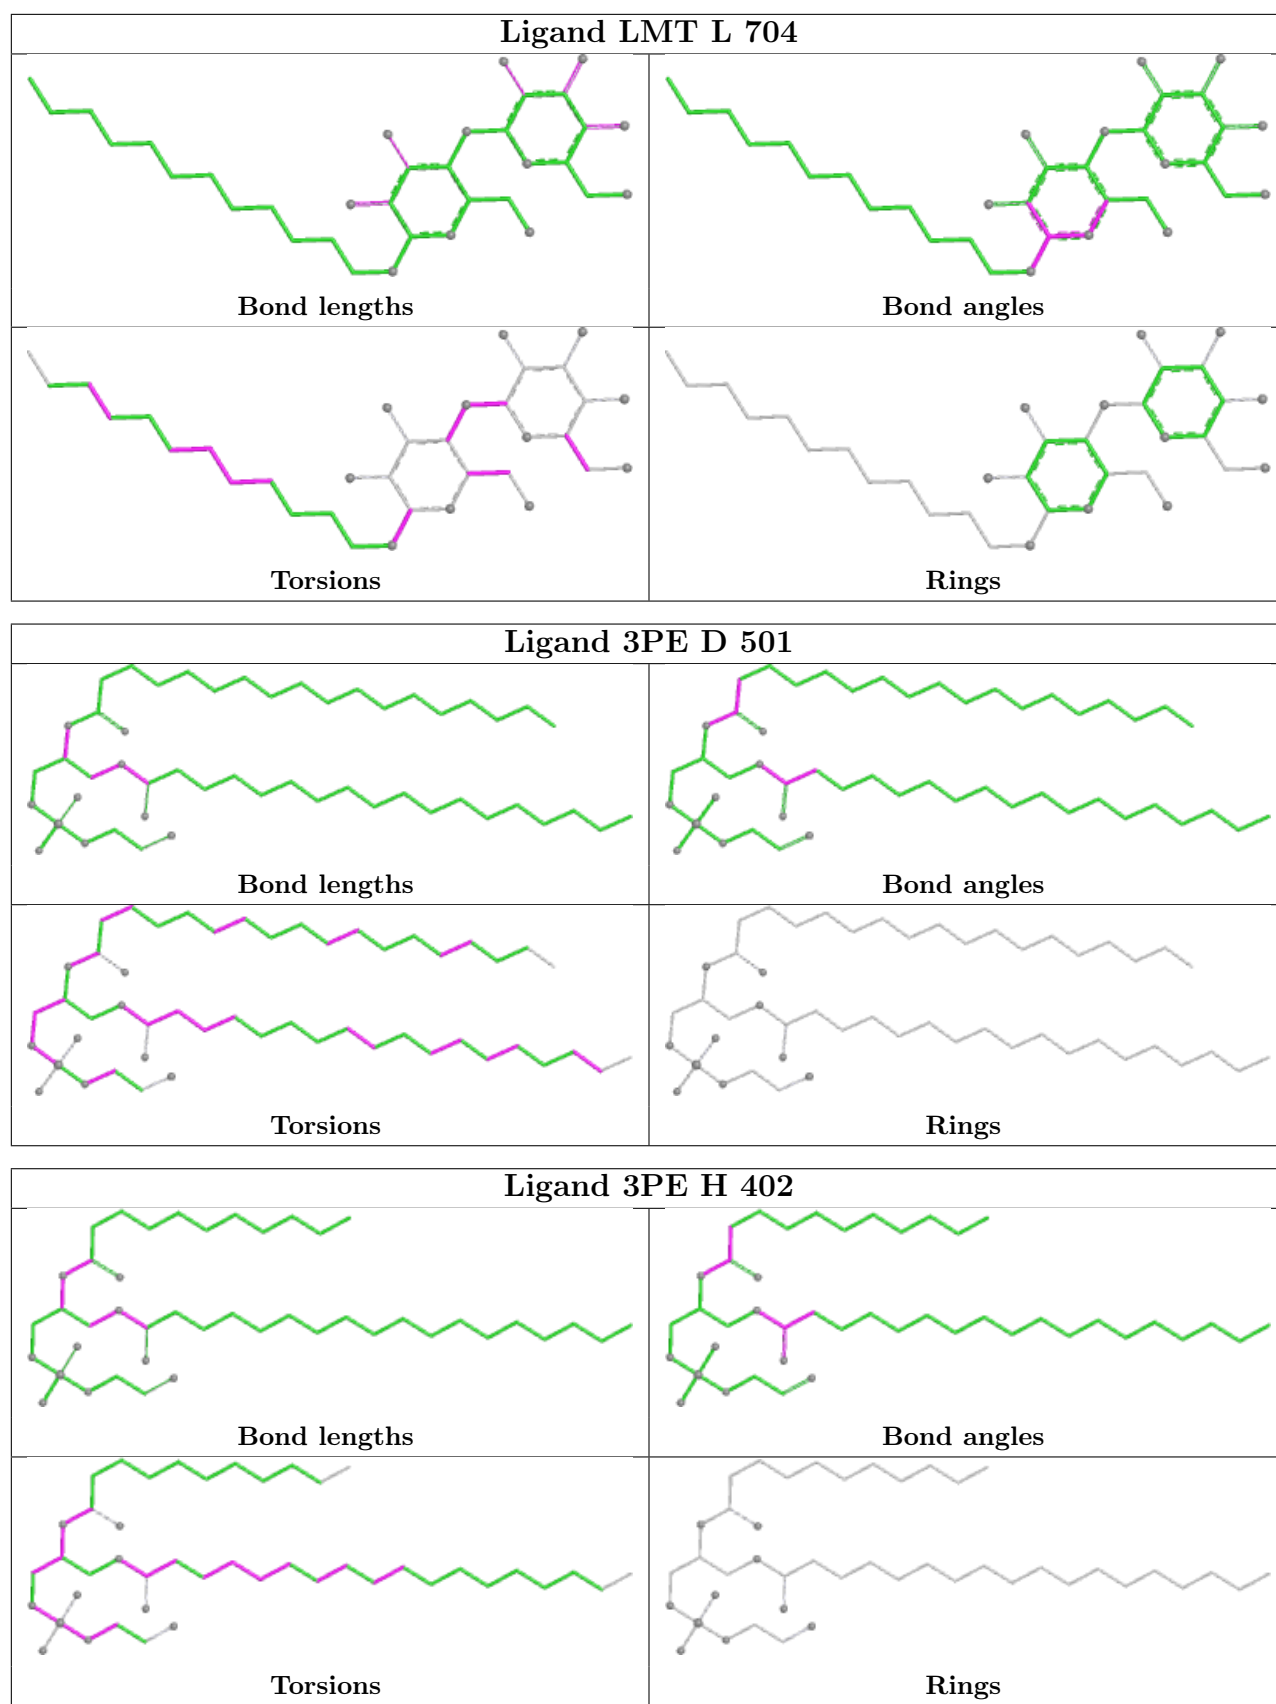 Ligand LMT L 704
Bond lengths
Bond angles
Torsions
Rings
Ligand 3PE D 501
Bond lengths
Bond angles
Torsions
Rings
Ligand 3PE H 402
Bond lengths
Bond angles
Torsions
Rings